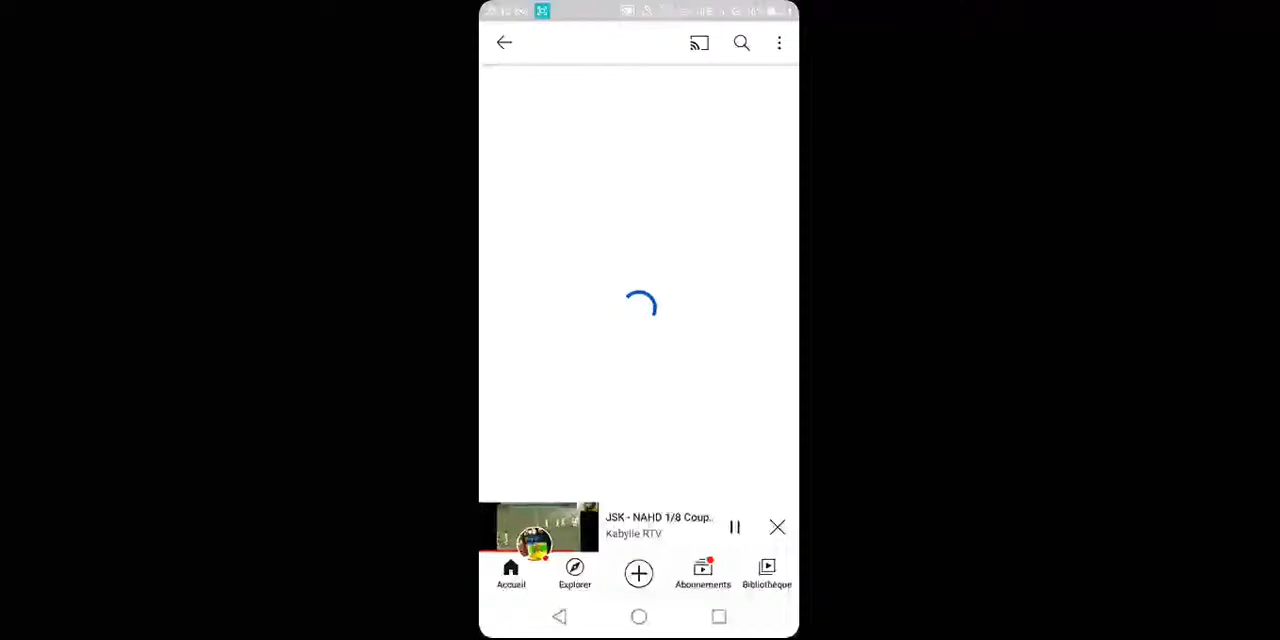 JSK - NAHD 1/8 Coup..
Kabylie RTV
Accueil
Explorer
Abonnements
Bibliothèque